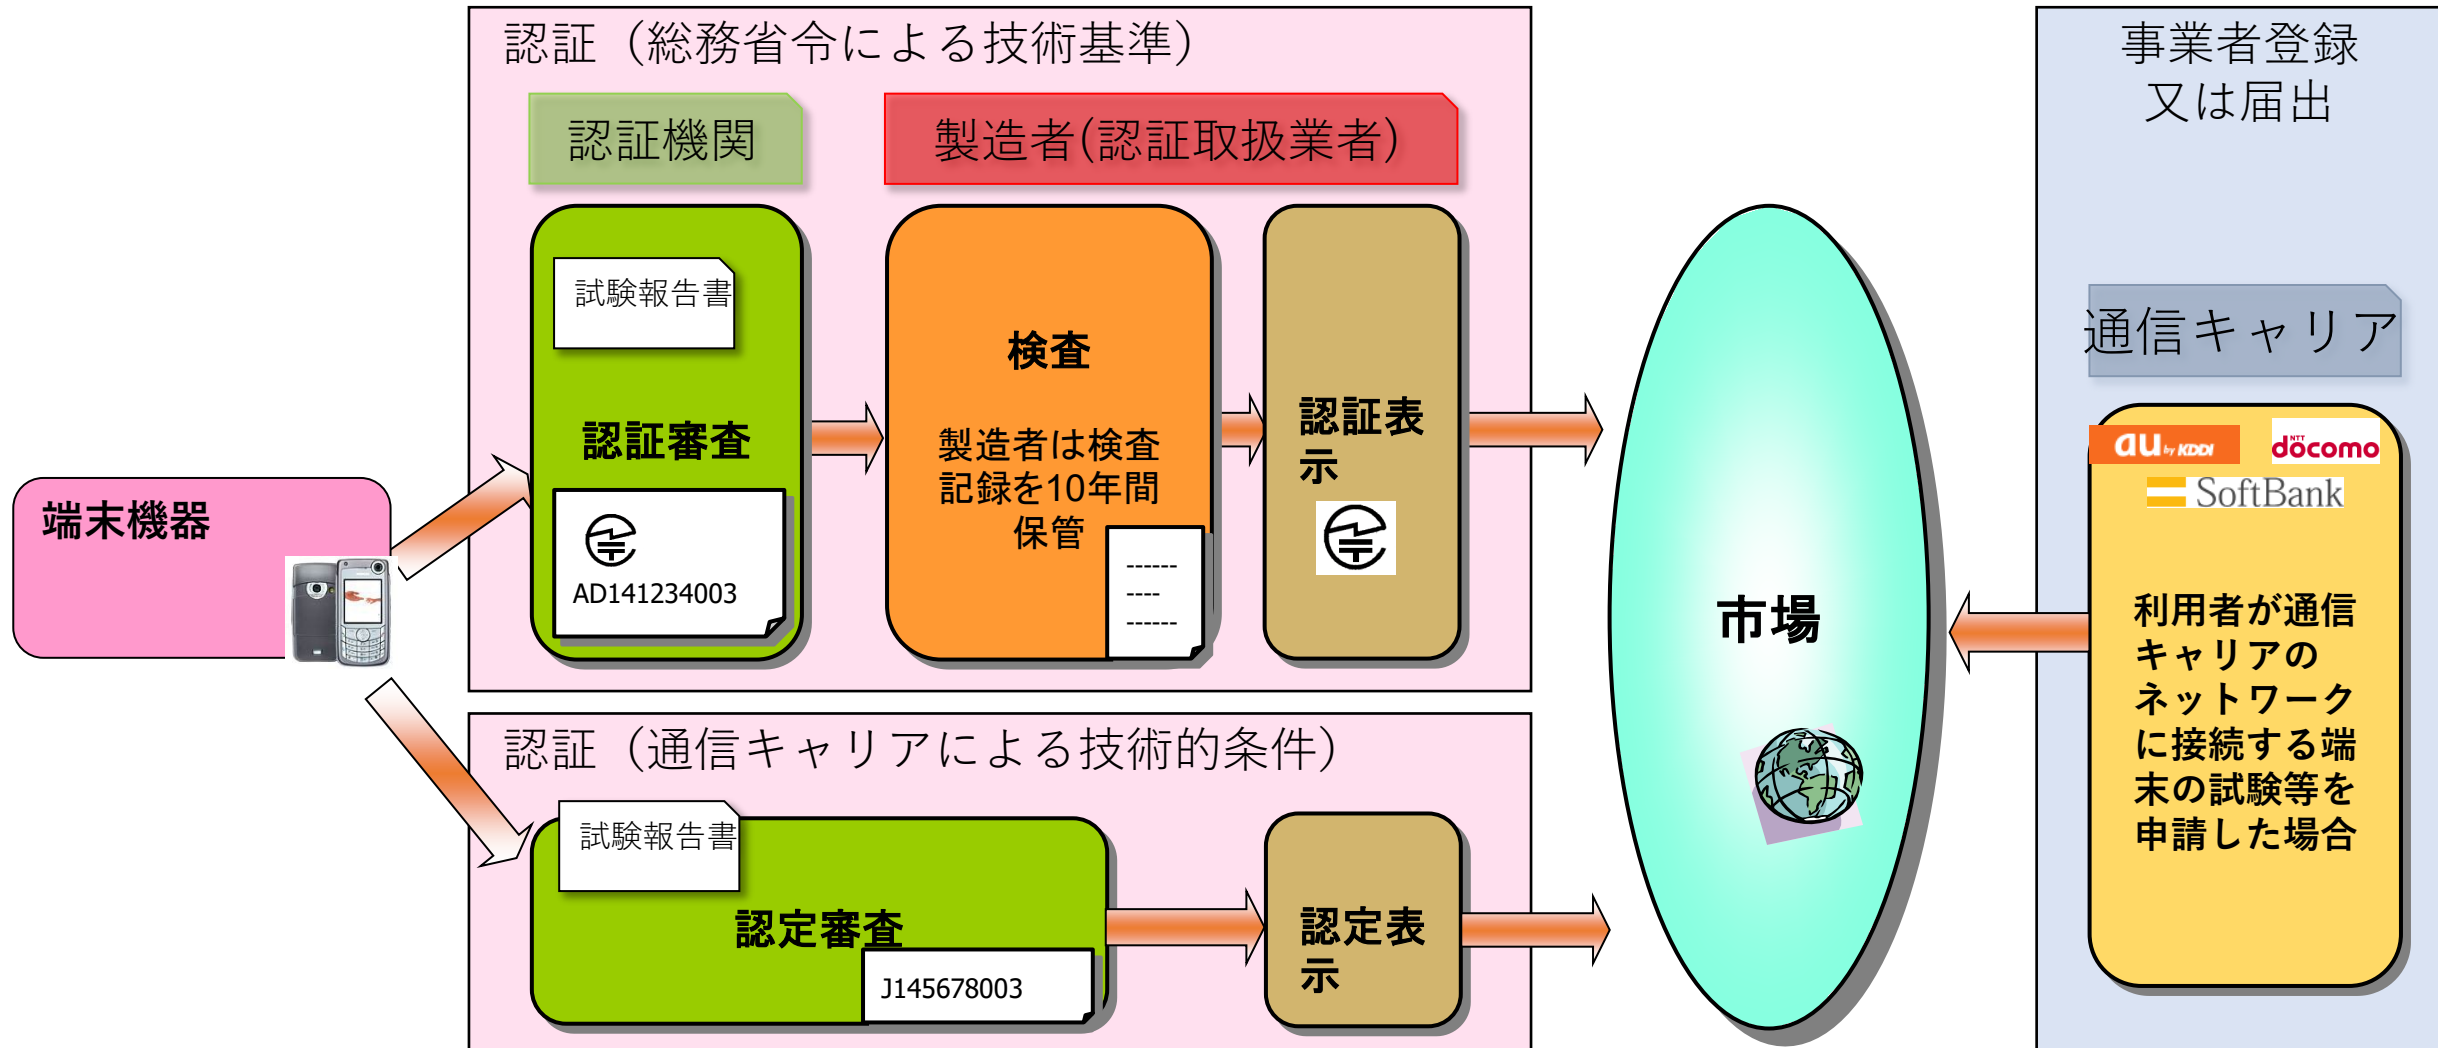 認証（総務省令による技術基準）
認証機関
製造者(認証取扱業者)
試験報告書
認証審査
AD141234003
検査
製造者は検査
記録を10年間
保管
------
----
------
認証表
示
端末機器
認証（通信キャリアによる技術的条件）
試験報告書
認定審査
J145678003
認定表
示
市場
事業者登録
又は届出
通信キャリア
au by KDDI
NTT
docomo
SoftBank
利用者が通信
キャリアの
ネットワーク
に接続する端
末の試験等を
申請した場合